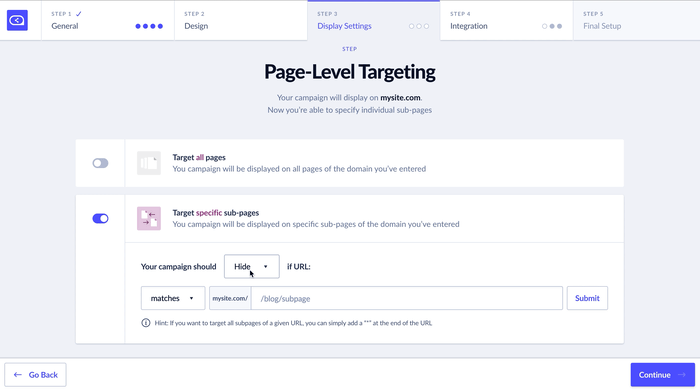 STEP 1
General
STEP 2
Design
STEP 3
Display Settings
STEP 4
Integration
STEP 5
Final Setup
STEP
Page-Level Targeting
Your campaign will display on mysite.com.
Now you're able to specify individual sub-pages
Target all pages
You campaign will be displayed on all pages of the domain you've entered
Target specific sub-pages
You campaign will be displayed on specific sub-pages of the domain you've entered
Your campaign should Hide if URL:
matches mysite.com/ /blog/subpage Submit
Hint: If you want to target all subpages of a given URL, you can simply add a "*" at the end of the URL
Go Back
Continue